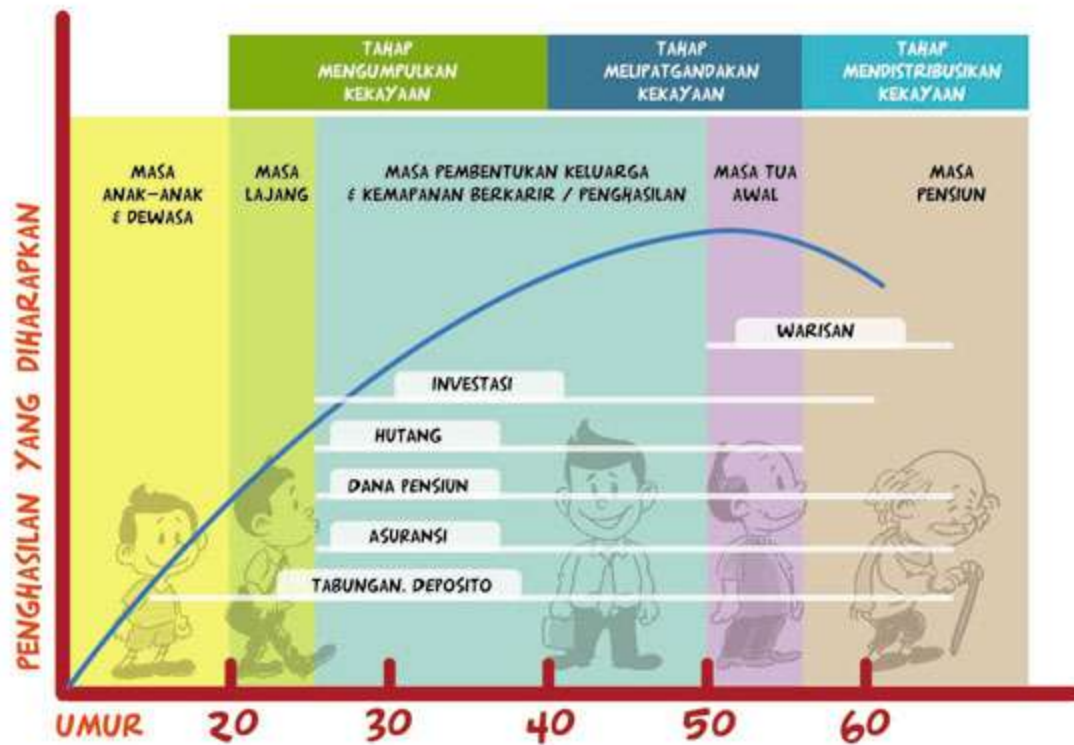 TAHAP
MENGUMPULKAN
KEKAYAAN
TAHAP
MELIPATGANDAKAN
KEKAYAAN
TAHAP
MENDISTRIBUSIKAN
KEKAYAAN
MASA
ANAK-ANAK
& DEWASA
MASA
LAJANG
MASA PEMBENTUKAN KELUARGA
& KEMAPANAN BERKARIR / PENGHASILAN
MASA TUA
AWAL
MASA
PENSIUN
PENGHASILAN YANG DIHARAPKAN
WARISAN
INVESTASI
HUTANG
DANA PENSIUN
ASURANSI
TABUNGAN. DEPOSITO
UMUR 20 30 40 50 60